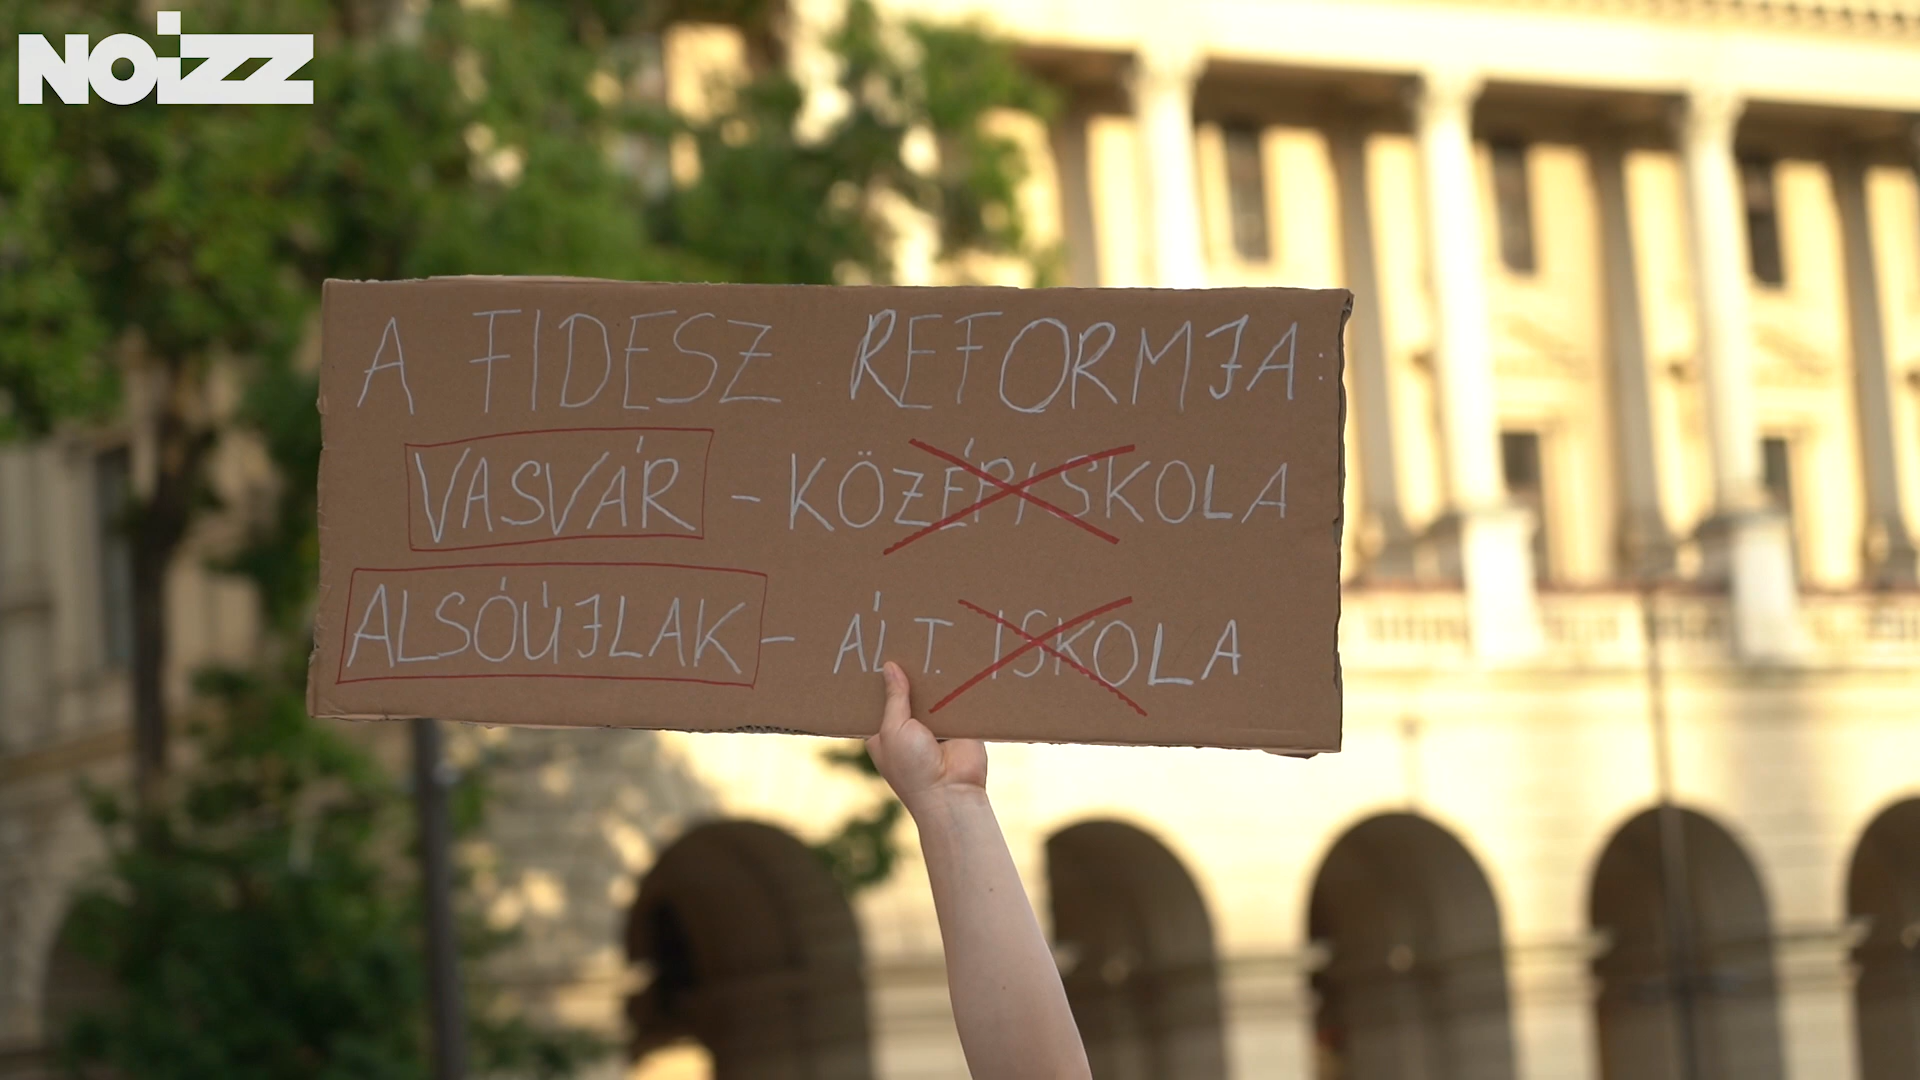 NOiZZ
A FIDESZ REFORMJA:
VASVÁR - KÖZÉPISKOLA
ALSÓÚJLAK - ÁLT. ISKOLA